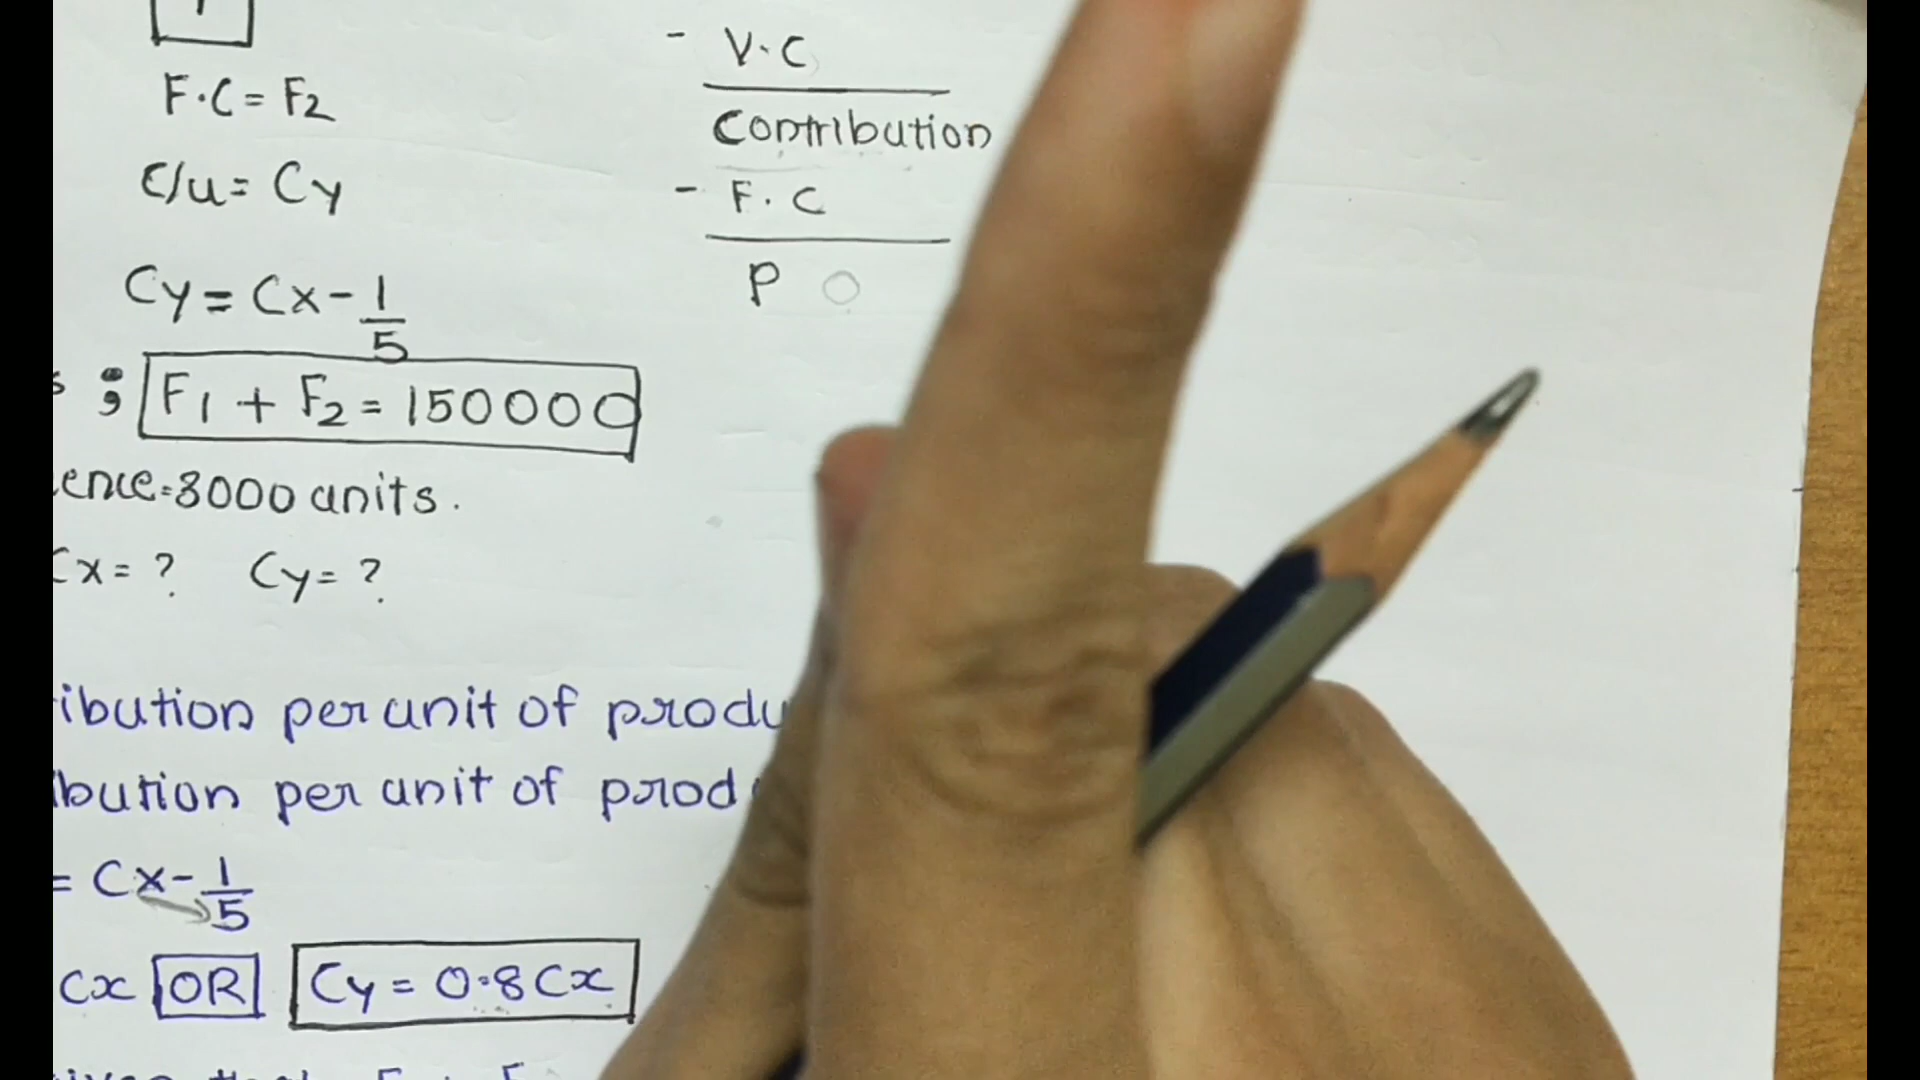 F.C = F2
C/u = Cy
Cy = Cx - 1/5
; F1 + F2 = 150000
ence = 8000 units.
Cx = ? Cy = ?
- V.C
Contribution
- F.C
P
ibution per unit of produ
bution per unit of prod
= Cx - 1/5
Cx OR Cy = 0.8Cx